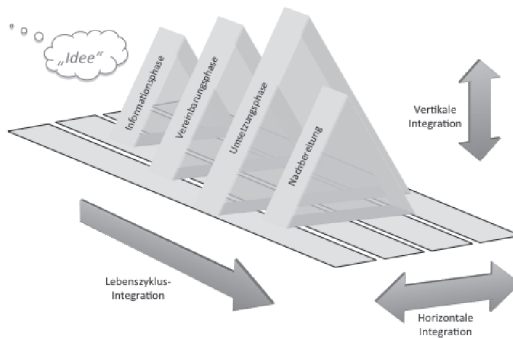 „Idee“
Informationsphase
Vereinbarungsphase
Umsetzungsphase
Nachbereitung
Vertikale
Integration
Lebenszyklus-
Integration
Horizontale
Integration